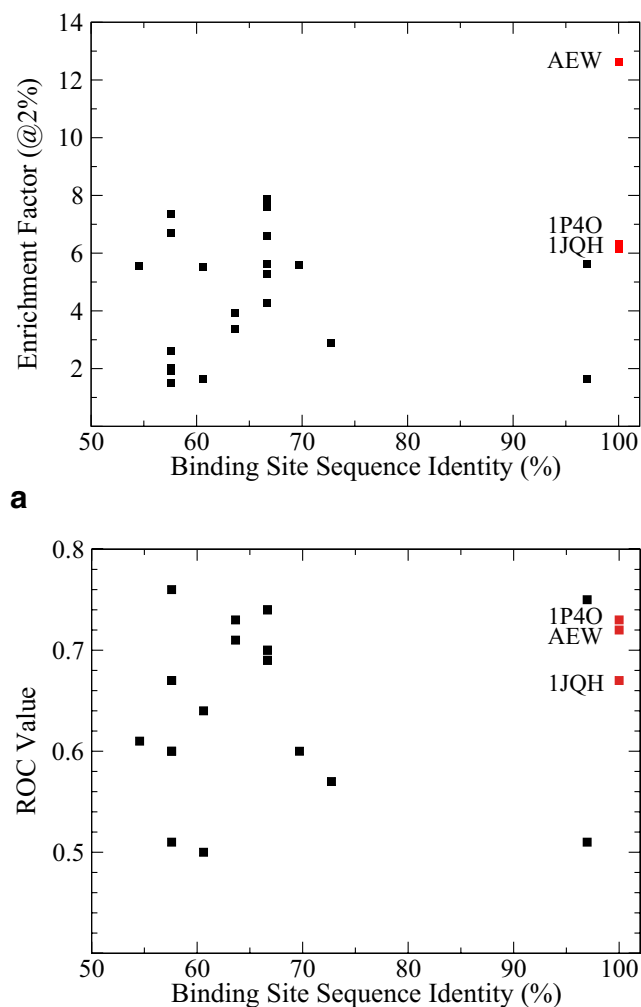 14
12
10
8
6
4
2
Enrichment Factor (@2%)
AEW
1P4O
1JQH
50 60 70 80 90 100
Binding Site Sequence Identity (%)
a
0.8
0.7
0.6
0.5
ROC Value
1P4O
AEW
1JQH
50 60 70 80 90 100
Binding Site Sequence Identity (%)